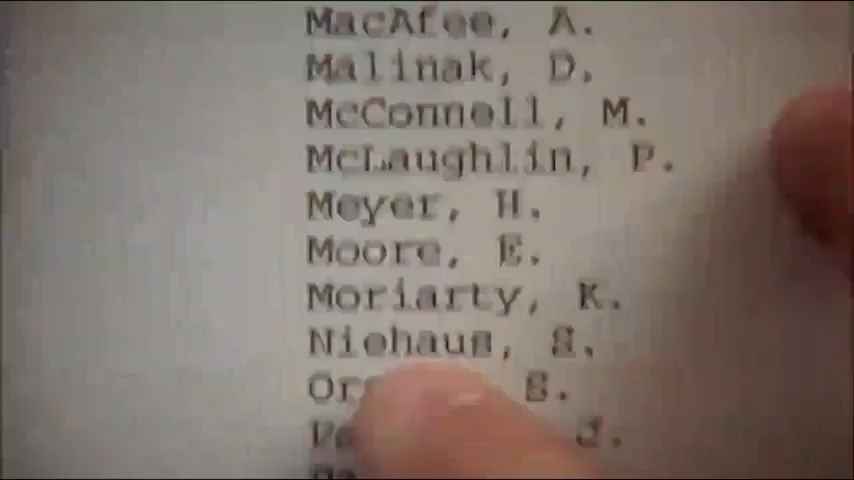 MacAfee, A.
Malinak, D.
McConnell, M.
McLaughlin, P.
Meyer, H.
Moore, E.
Moriarty, K.
Niehaus, S.
S.
J.